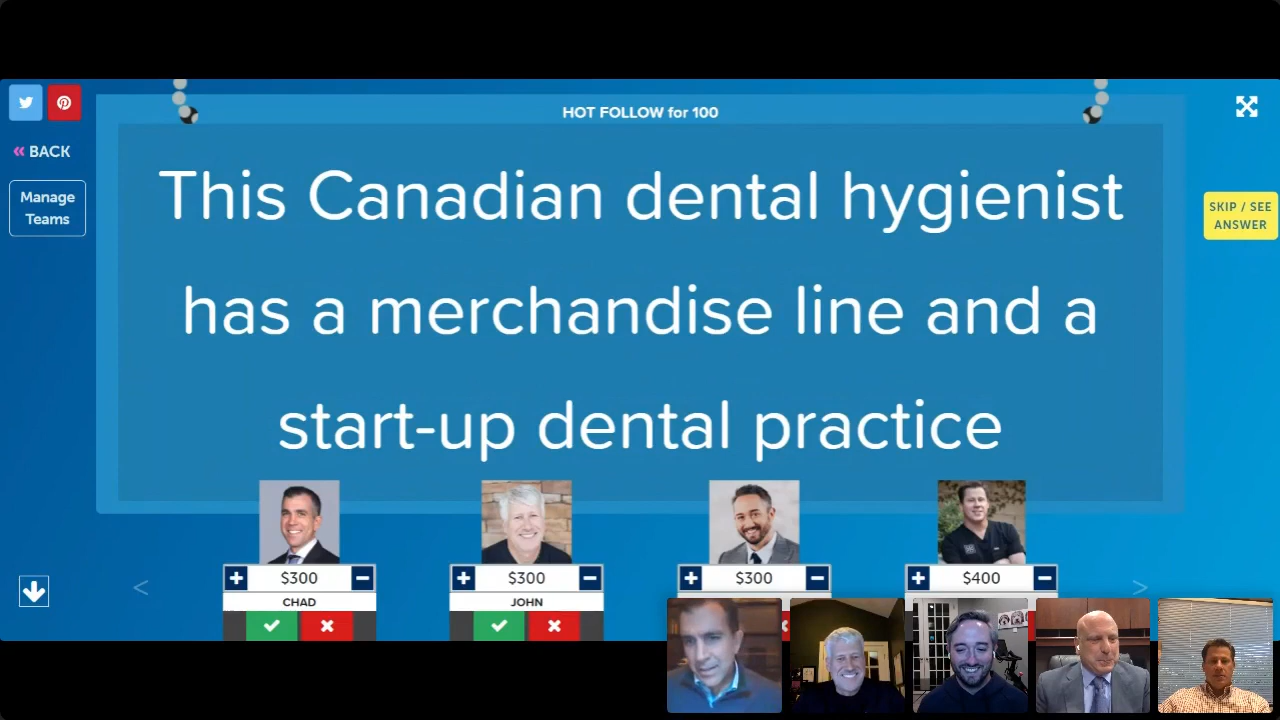 HOT FOLLOW for 100
« BACK
Manage
Teams
This Canadian dental hygienist
has a merchandise line and a
start-up dental practice
SKIP / SEE
ANSWER
< >
+ $300 − + $300 − + $300 − + $400 −
CHAD JOHN